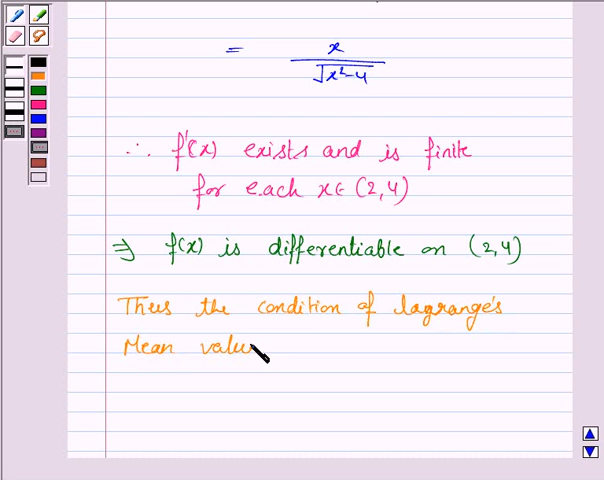 = x / √x²-4
∴ f'(x) exists and is finite
for each x∈ (2,4)
⇒ f(x) is differentiable on (2,4)
Thus the condition of lagrange's
Mean valu